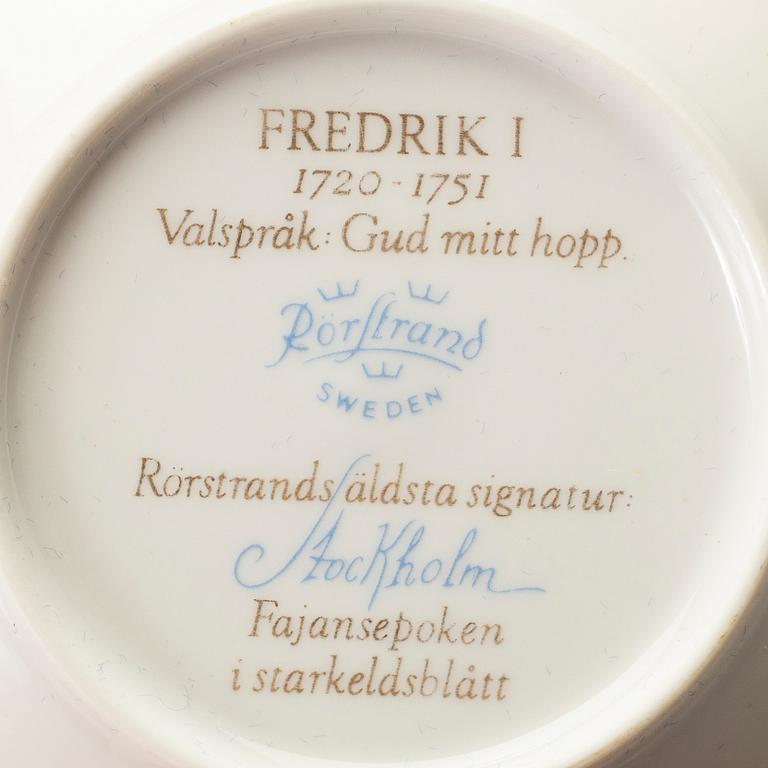 FREDRIK I
1720-1751
Valspråk: Gud mitt hopp.
Rörstrand
SWEDEN
Rörstrands äldsta signatur:
Stockholm
Fajansepoken
i starkeldsblått